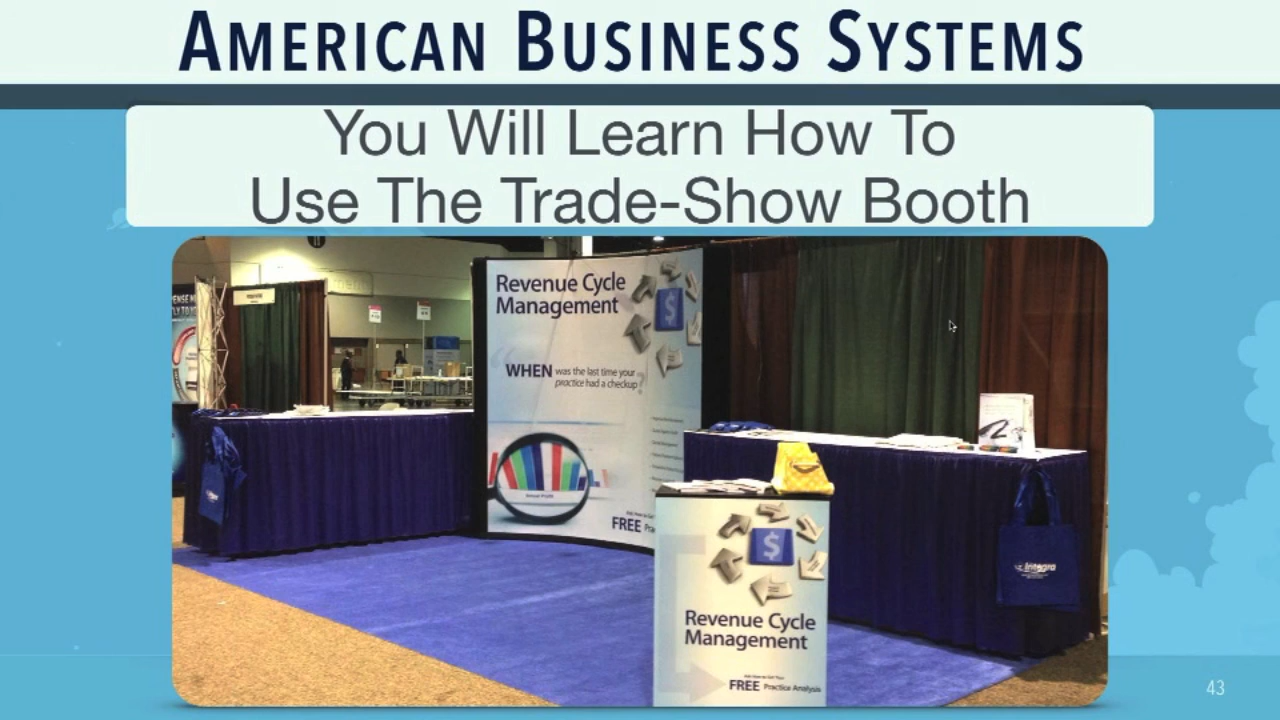 AMERICAN BUSINESS SYSTEMS
You Will Learn How To
Use The Trade-Show Booth
Revenue Cycle
Management
WHEN was the last time your
practice had a checkup
FREE
Integra
Revenue Cycle
Management
FREE Practice Analysis
43